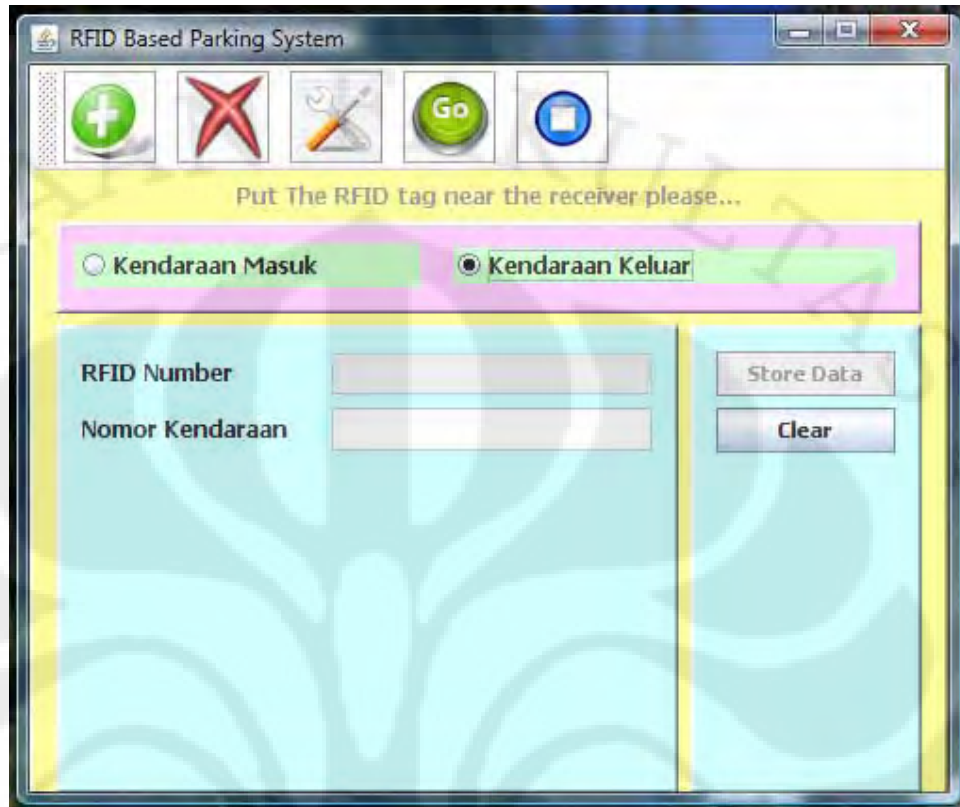 RFID Based Parking System
Go
Put The RFID tag near the receiver please...
Kendaraan Masuk Kendaraan Keluar
RFID Number Store Data
Nomor Kendaraan Clear